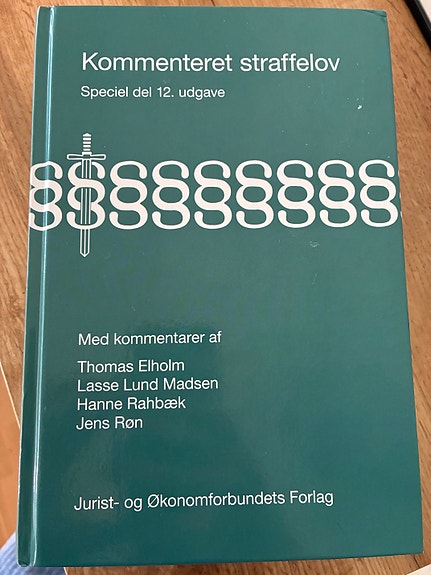 Kommenteret straffelov
Speciel del 12. udgave
§§§§§§§§§
Med kommentarer af
Thomas Elholm
Lasse Lund Madsen
Hanne Rahbæk
Jens Røn
Jurist- og Økonomforbundets Forlag